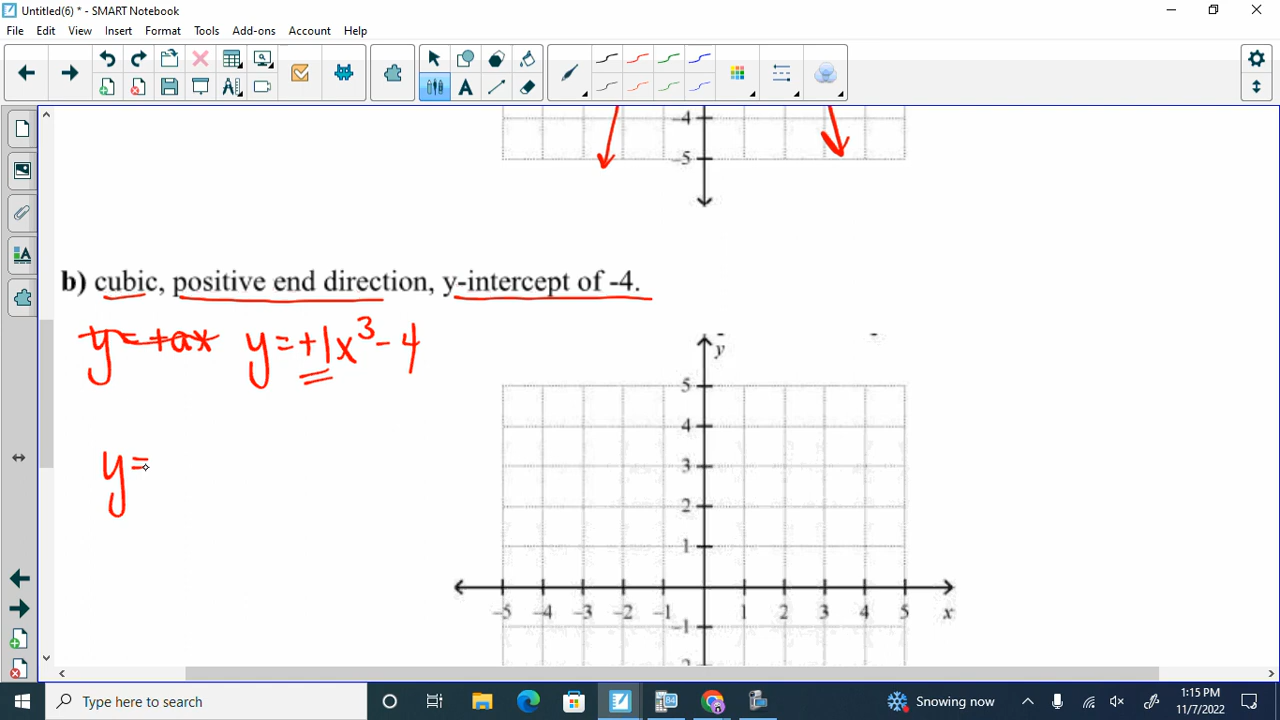 Untitled(6) * - SMART Notebook
File Edit View Insert Format Tools Add-ons Account Help
-4
-5
b) cubic, positive end direction, y-intercept of -4.
y=+ax y=+1x³-4
y=
y
5
4
3
2
1
-5 -4 -3 -2 -1 1 2 3 4 5 x
-1
Type here to search
Snowing now
1:15 PM
11/7/2022